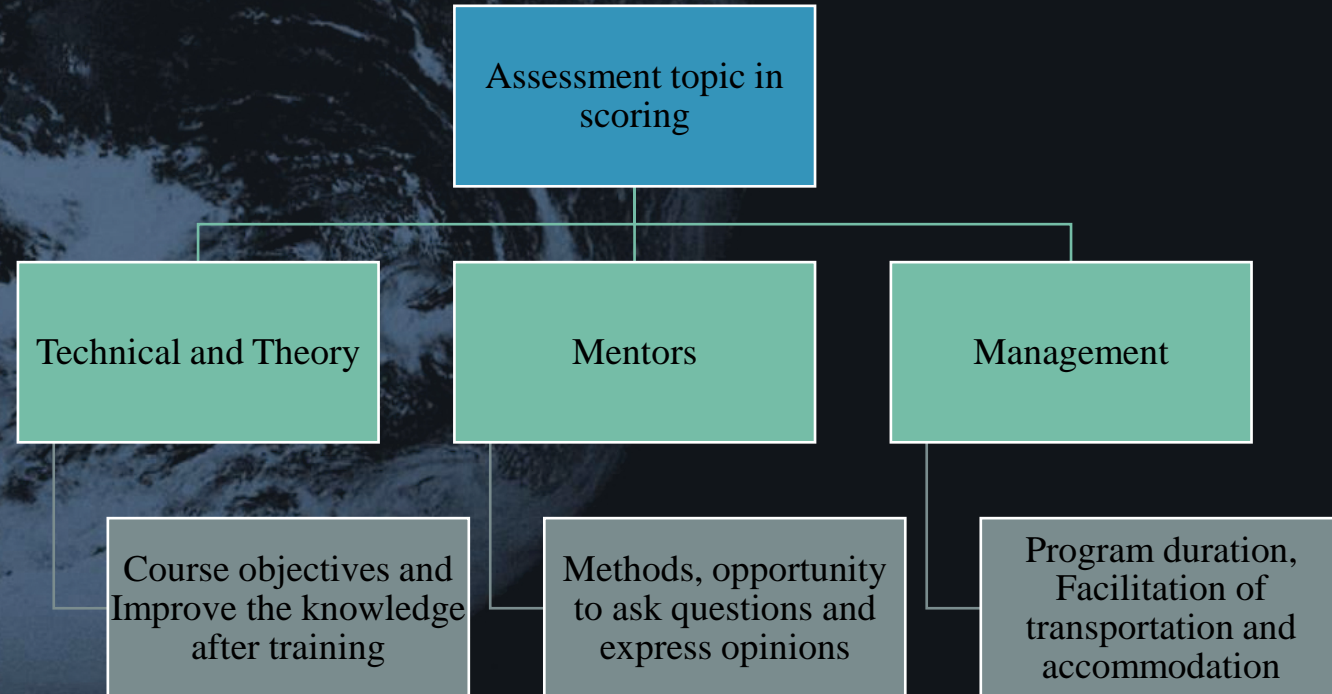 Assessment topic in
scoring
Technical and Theory
Mentors
Management
Course objectives and
Improve the knowledge
after training
Methods, opportunity
to ask questions and
express opinions
Program duration,
Facilitation of
transportation and
accommodation